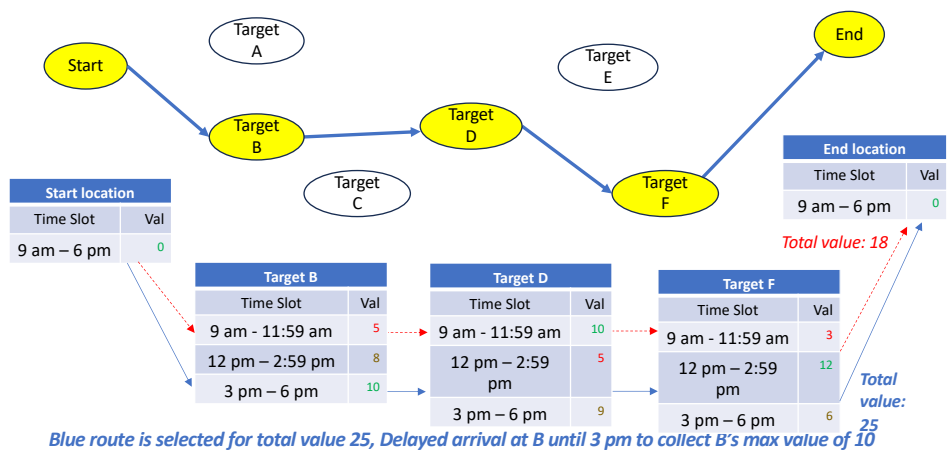 Start
Target
A
Target
B
Target
C
Target
D
Target
E
Target
F
End
Start location
Time Slot Val
9 am – 6 pm 0
End location
Time Slot Val
9 am – 6 pm 0
Total value: 18
Target B
Time Slot Val
9 am - 11:59 am 5
12 pm – 2:59 pm 8
3 pm – 6 pm 10
Target D
Time Slot Val
9 am - 11:59 am 10
12 pm – 2:59
pm 5
3 pm – 6 pm 9
Target F
Time Slot Val
9 am - 11:59 am 3
12 pm – 2:59
pm 12
3 pm – 6 pm 6
Total
value:
25
Blue route is selected for total value 25, Delayed arrival at B until 3 pm to collect B's max value of 10